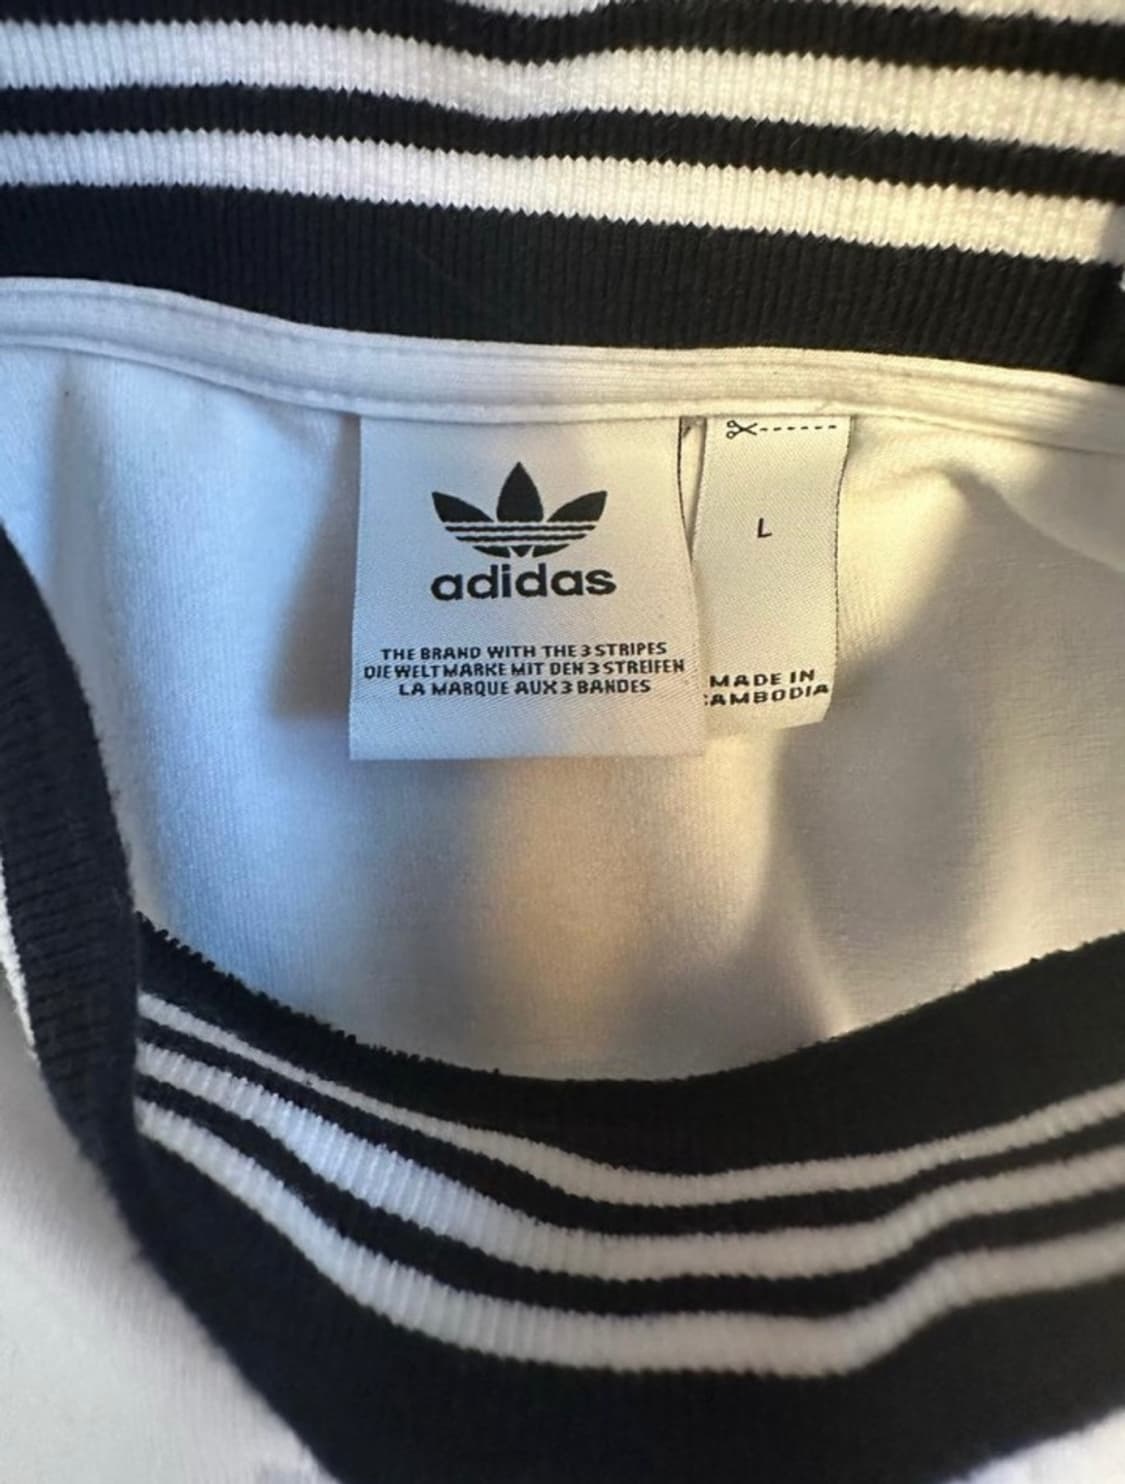 adidas
THE BRAND WITH THE 3 STRIPES
DIE WELTMARKE MIT DEN 3 STREIFEN
LA MARQUE AUX 3 BANDES
L
MADE IN
CAMBODIA